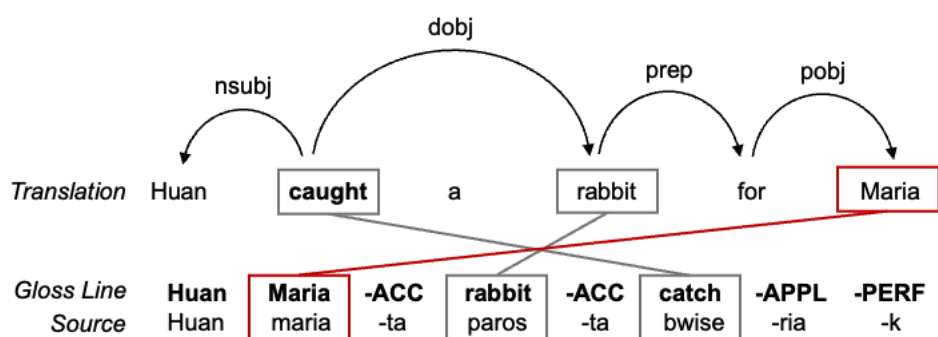 dobj
nsubj
prep
pobj
Translation Huan caught a rabbit for Maria
Gloss Line Huan Maria -ACC rabbit -ACC catch -APPL -PERF
Source Huan maria -ta paros -ta bwise -ria -k